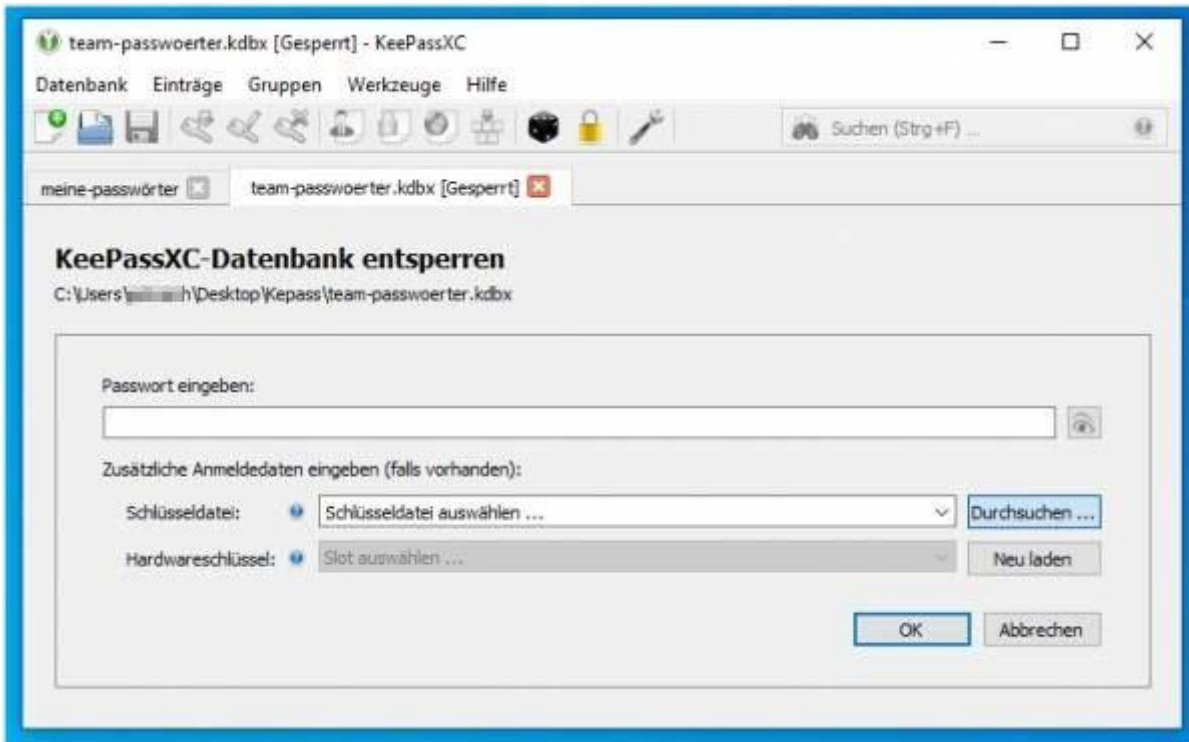 team-passwoerter.kdbx [Gesperrt] - KeePassXC
Datenbank Einträge Gruppen Werkzeuge Hilfe
Suchen (Strg+F) ...
meine-passwörter team-passwoerter.kdbx [Gesperrt]
KeePassXC-Datenbank entsperren
C:\Users\ h\Desktop\Kepass\team-passwoerter.kdbx
Passwort eingeben:
Zusätzliche Anmeldedaten eingeben (falls vorhanden):
Schlüsseldatei: Schlüsseldatei auswählen ... Durchsuchen ...
Hardwareschlüssel: Slot auswählen ... Neu laden
OK Abbrechen